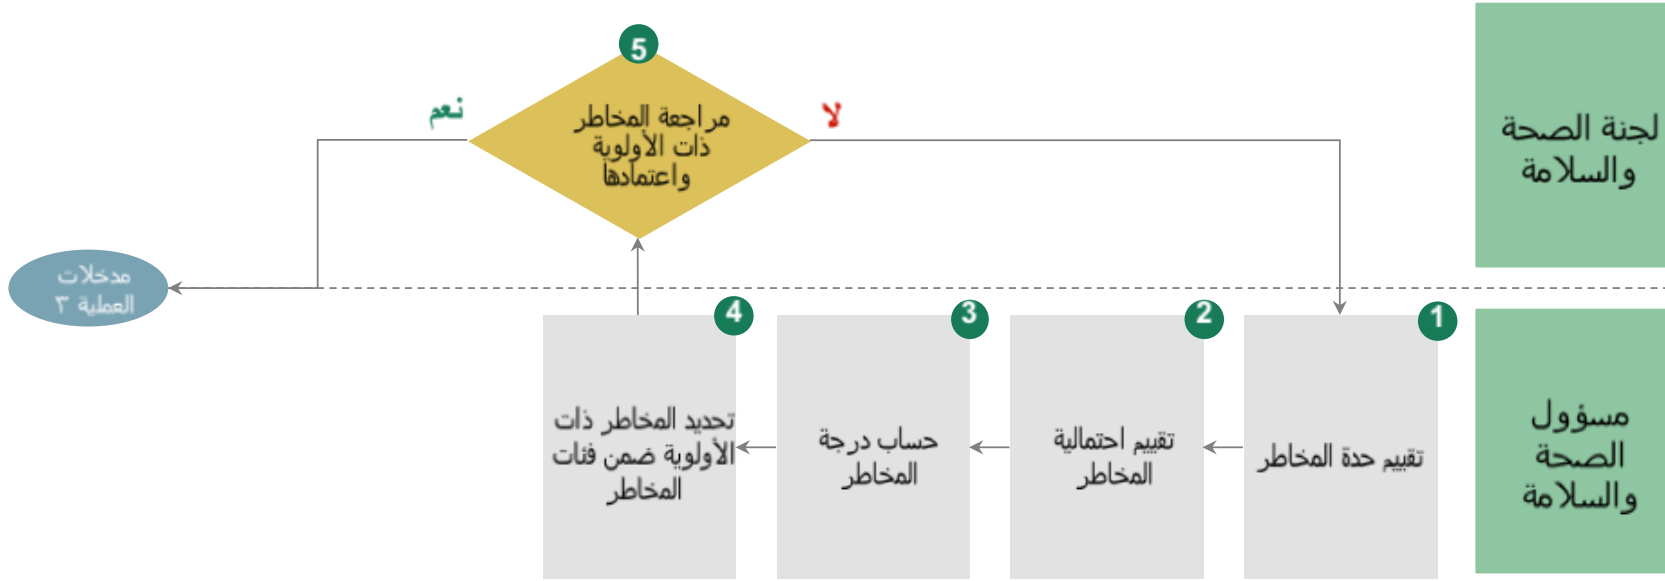 لجنة الصحة
والسلامة
5
مراجعة المخاطر
ذات الأولوية
واعتمادها
لا
نعم
مدخلات
العملية ٣
مسؤول
الصحة
والسلامة
1
تقييم حدة المخاطر
2
تقييم احتمالية
المخاطر
3
حساب درجة
المخاطر
4
تحديد المخاطر ذات
الأولوية ضمن فئات
المخاطر